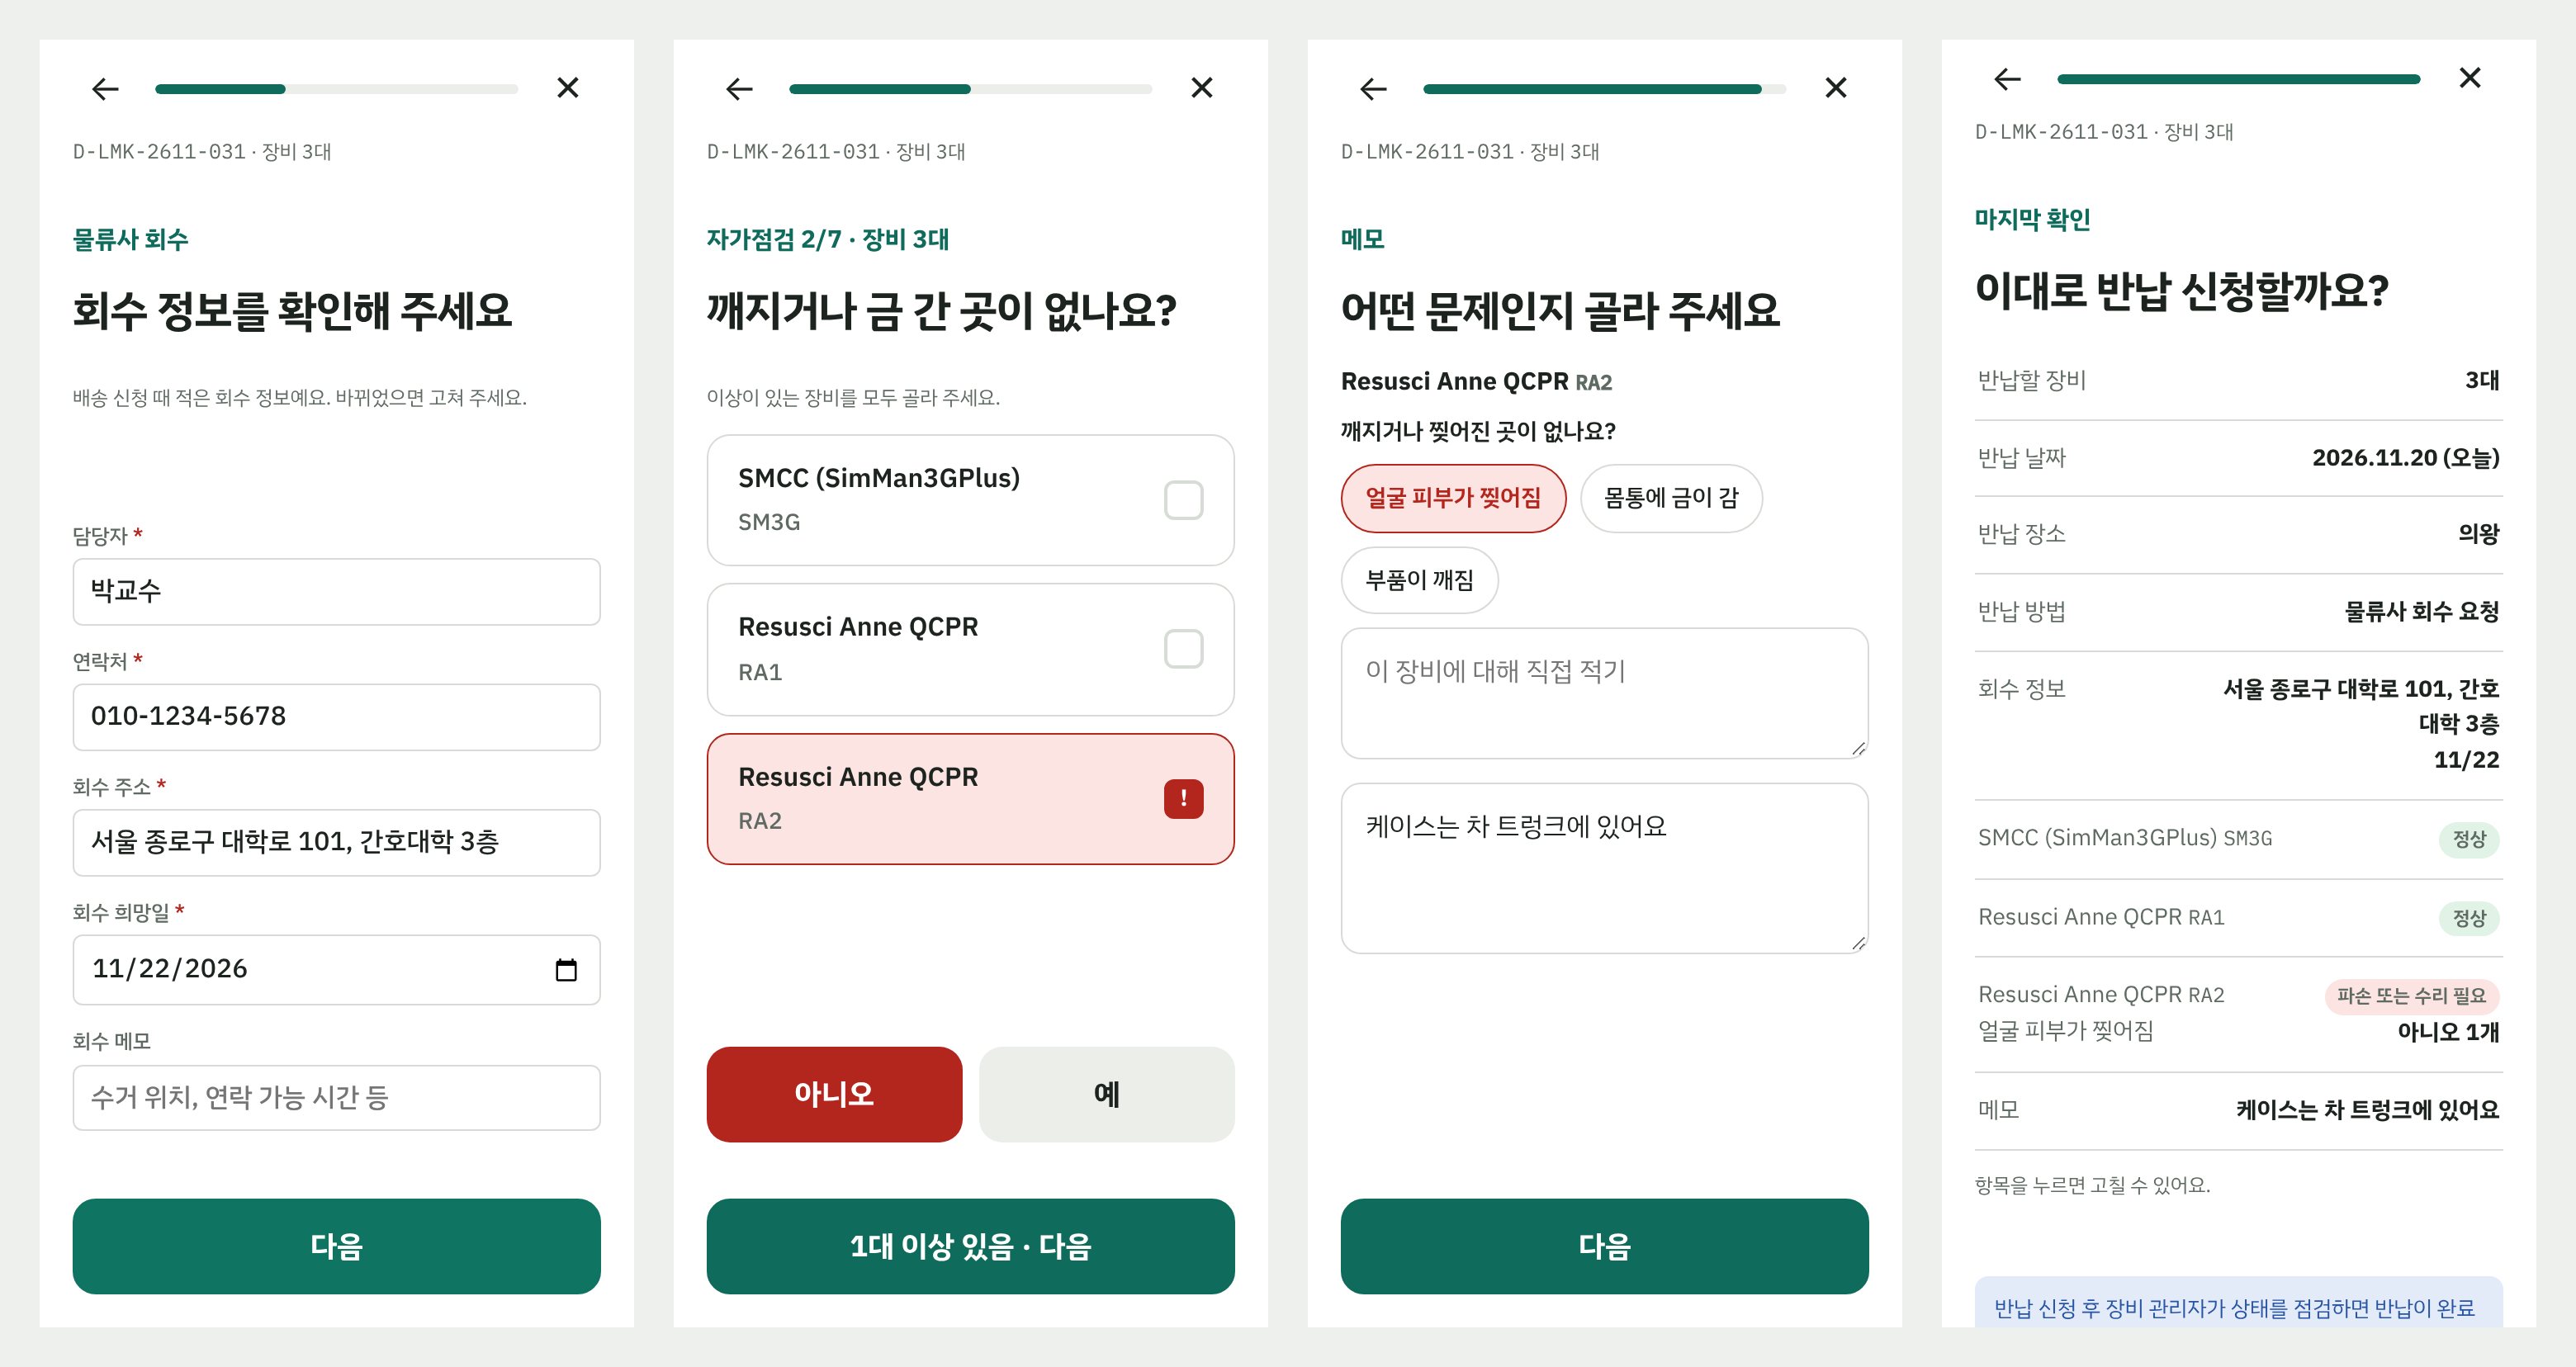 D-LMK-2611-031 · 장비 3대
물류사 회수
회수 정보를 확인해 주세요
배송 신청 때 적은 회수 정보예요. 바뀌었으면 고쳐 주세요.
담당자 *
박교수
연락처 *
010-1234-5678
회수 주소 *
서울 종로구 대학로 101, 간호대학 3층
회수 희망일 *
11/22/2026
회수 메모
수거 위치, 연락 가능 시간 등
다음
D-LMK-2611-031 · 장비 3대
자가점검 2/7 · 장비 3대
깨지거나 금 간 곳이 없나요?
이상이 있는 장비를 모두 골라 주세요.
SMCC (SimMan3GPlus)
SM3G
Resusci Anne QCPR
RA1
Resusci Anne QCPR
RA2
!
아니오 예
1대 이상 있음 · 다음
D-LMK-2611-031 · 장비 3대
메모
어떤 문제인지 골라 주세요
Resusci Anne QCPR RA2
깨지거나 찢어진 곳이 없나요?
얼굴 피부가 찢어짐 몸통에 금이 감
부품이 깨짐
이 장비에 대해 직접 적기
케이스는 차 트렁크에 있어요
다음
D-LMK-2611-031 · 장비 3대
마지막 확인
이대로 반납 신청할까요?
반납할 장비 3대
반납 날짜 2026.11.20 (오늘)
반납 장소 의왕
반납 방법 물류사 회수 요청
회수 정보 서울 종로구 대학로 101, 간호
대학 3층
11/22
SMCC (SimMan3GPlus) SM3G 정상
Resusci Anne QCPR RA1 정상
Resusci Anne QCPR RA2 파손 또는 수리 필요
얼굴 피부가 찢어짐 아니오 1개
메모 케이스는 차 트렁크에 있어요
항목을 누르면 고칠 수 있어요.
반납 신청 후 장비 관리자가 상태를 점검하면 반납이 완료